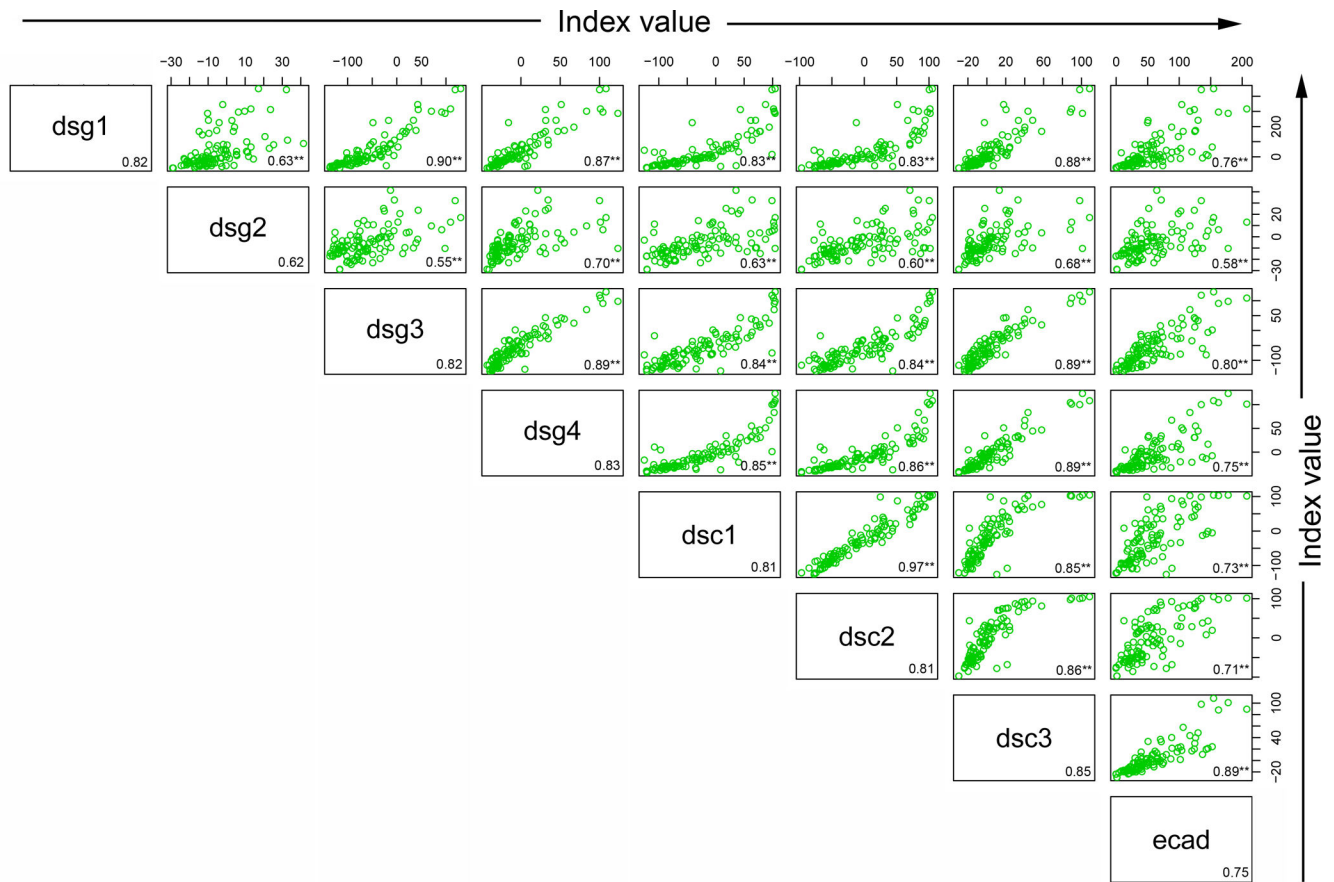 Index value
−30 −10 10 30
−100 0 50
0 50 100
−100 0 50 100
−100 0 50 100
−20 20 60 100
0 50 100 150 200
dsg1
0.82
0.63**
0.90**
0.87**
0.83**
0.83**
0.88**
0.76**
0 200
dsg2
0.62
0.55**
0.70**
0.63**
0.60**
0.68**
0.58**
−30 0 20
dsg3
0.82
0.89**
0.84**
0.84**
0.89**
0.80**
−100 0 50
dsg4
0.83
0.85**
0.86**
0.89**
0.75**
0 50
Index value
dsc1
0.81
0.97**
0.85**
0.73**
−100 0 100
dsc2
0.81
0.86**
0.71**
0 100
dsc3
0.85
0.89**
−20 40 100
ecad
0.75